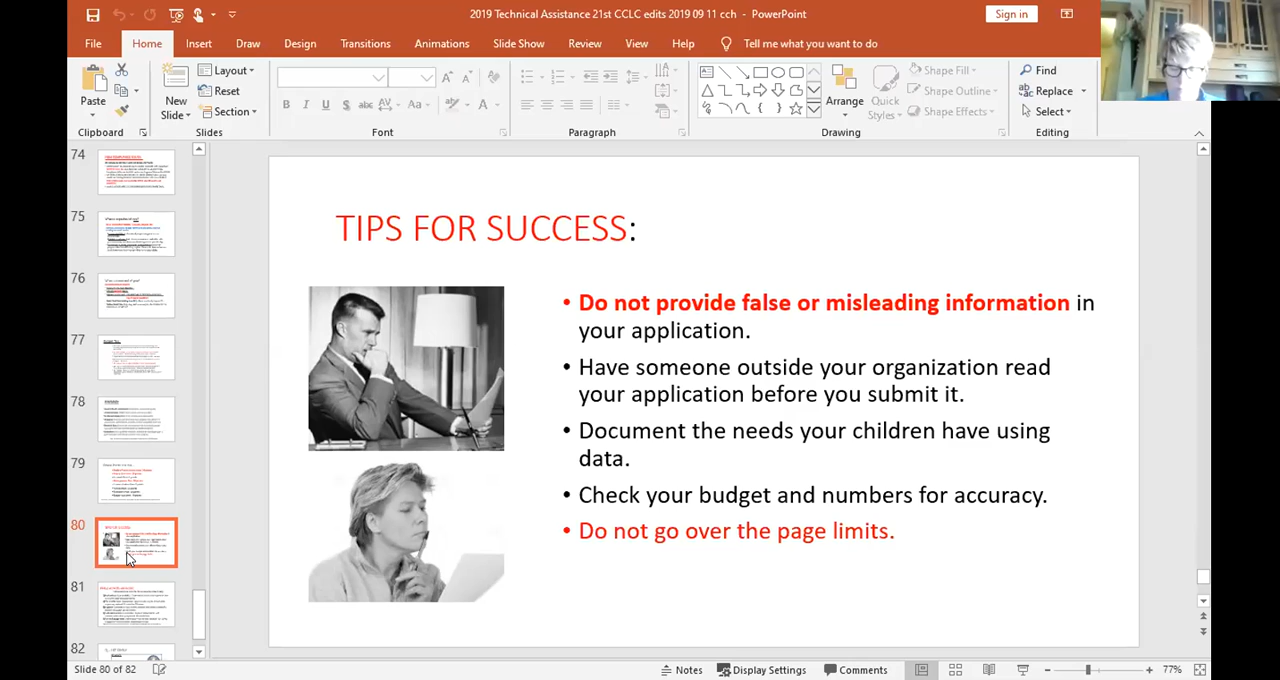 2019 Technical Assistance 21st CCLC edits 2019 09 11 cch - PowerPoint
Sign in
File Home Insert Draw Design Transitions Animations Slide Show Review View Help Tell me what you want to do
Paste
New
Slide
Layout
Reset
Section
B I U S abc AV Aa A
Arrange
Quick
Styles
Shape Fill
Shape Outline
Shape Effects
Find
Replace
Select
Clipboard Slides Font Paragraph Drawing Editing
74
75
76
77
78
79
80
81
82
TIPS FOR SUCCESS:
• Do not provide false or misleading information in
your application.
• Have someone outside your organization read
your application before you submit it.
• Document the needs your children have using
data.
• Check your budget and numbers for accuracy.
• Do not go over the page limits.
Slide 80 of 82
Notes Display Settings Comments 77%